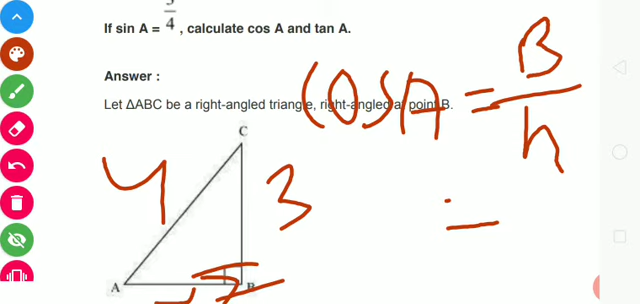 If sin A = 3/4 , calculate cos A and tan A.
Answer :
Let ΔABC be a right-angled triangle, right-angled at point B.
COSA = B/h
=
C
4
3
A
B